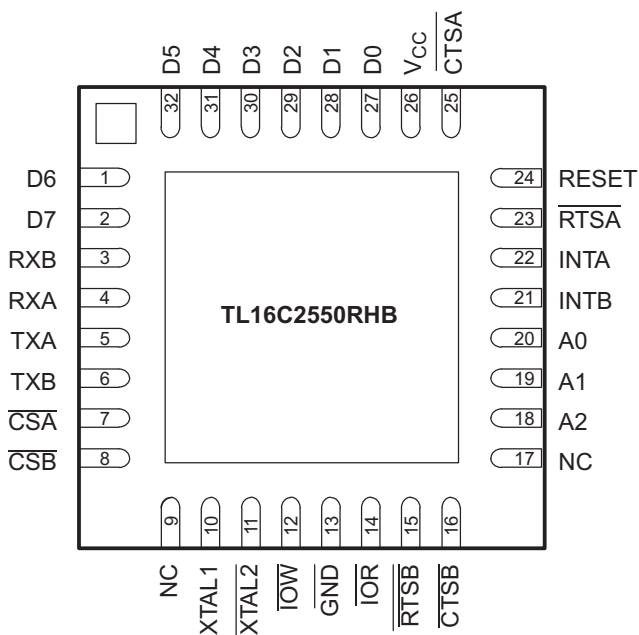 D5 D4 D3 D2 D1 D0 VCC CTSA
32 31 30 29 28 27 26 25
D6 1 24 RESET
D7 2 23 RTSA
RXB 3 22 INTA
RXA 4 21 INTB
TL16C2550RHB
TXA 5 20 A0
TXB 6 19 A1
CSA 7 18 A2
CSB 8 17 NC
9 10 11 12 13 14 15 16
NC XTAL1 XTAL2 IOW GND IOR RTSB CTSB